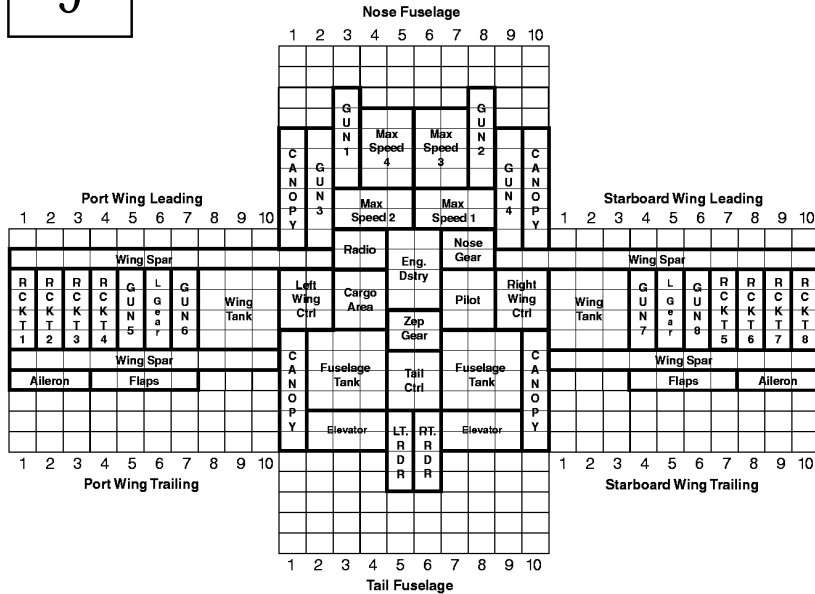 Nose Fuselage
1 2 3 4 5 6 7 8 9 10
GUN 1
Max Speed 4
Max Speed 3
GUN 2
CANOPY
GUN 3
GUN 4
CANOPY
Max Speed 2
Max Speed 1
Port Wing Leading
1 2 3 4 5 6 7 8 9 10
Starboard Wing Leading
1 2 3 4 5 6 7 8 9 10
Wing Spar
Radio
Eng. Dstry
Nose Gear
Wing Spar
RCKT 1
RCKT 2
RCKT 3
RCKT 4
GUN 5
L Gear
GUN 6
Wing Tank
Left Wing Ctrl
Cargo Area
Pilot
Right Wing Ctrl
Wing Tank
GUN 7
L Gear
GUN 8
RCKT 5
RCKT 6
RCKT 7
RCKT 8
Zep Gear
Wing Spar
Wing Spar
Aileron
Flaps
CANOPY
Fuselage Tank
Tail Ctrl
Fuselage Tank
CANOPY
Flaps
Aileron
Elevator
LT. RDR
RT. RDR
Elevator
1 2 3 4 5 6 7 8 9 10
Port Wing Trailing
1 2 3 4 5 6 7 8 9 10
Starboard Wing Trailing
1 2 3 4 5 6 7 8 9 10
Tail Fuselage